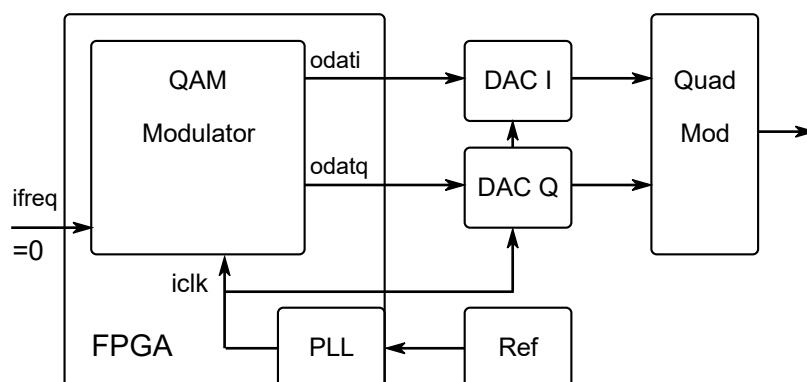 odati
QAM
DAC I
Quad
Modulator
Mod
odatq
DAC Q
ifreq
=0
iclk
FPGA
PLL
Ref